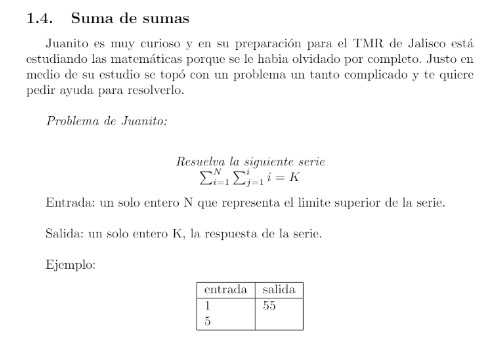 1.4. Suma de sumas
Juanito es muy curioso y en su preparación para el TMR de Jalisco está
estudiando las matemáticas porque se le habia olvidado por completo. Justo en
medio de su estudio se topó con un problema un tanto complicado y te quiere
pedir ayuda para resolverlo.
Problema de Juanito:
Resuelva la siguiente serie
∑_{i=1}^{N} ∑_{j=1}^{i} i = K
Entrada: un solo entero N que representa el limite superior de la serie.
Salida: un solo entero K, la respuesta de la serie.
Ejemplo:
entrada salida
1 55
5